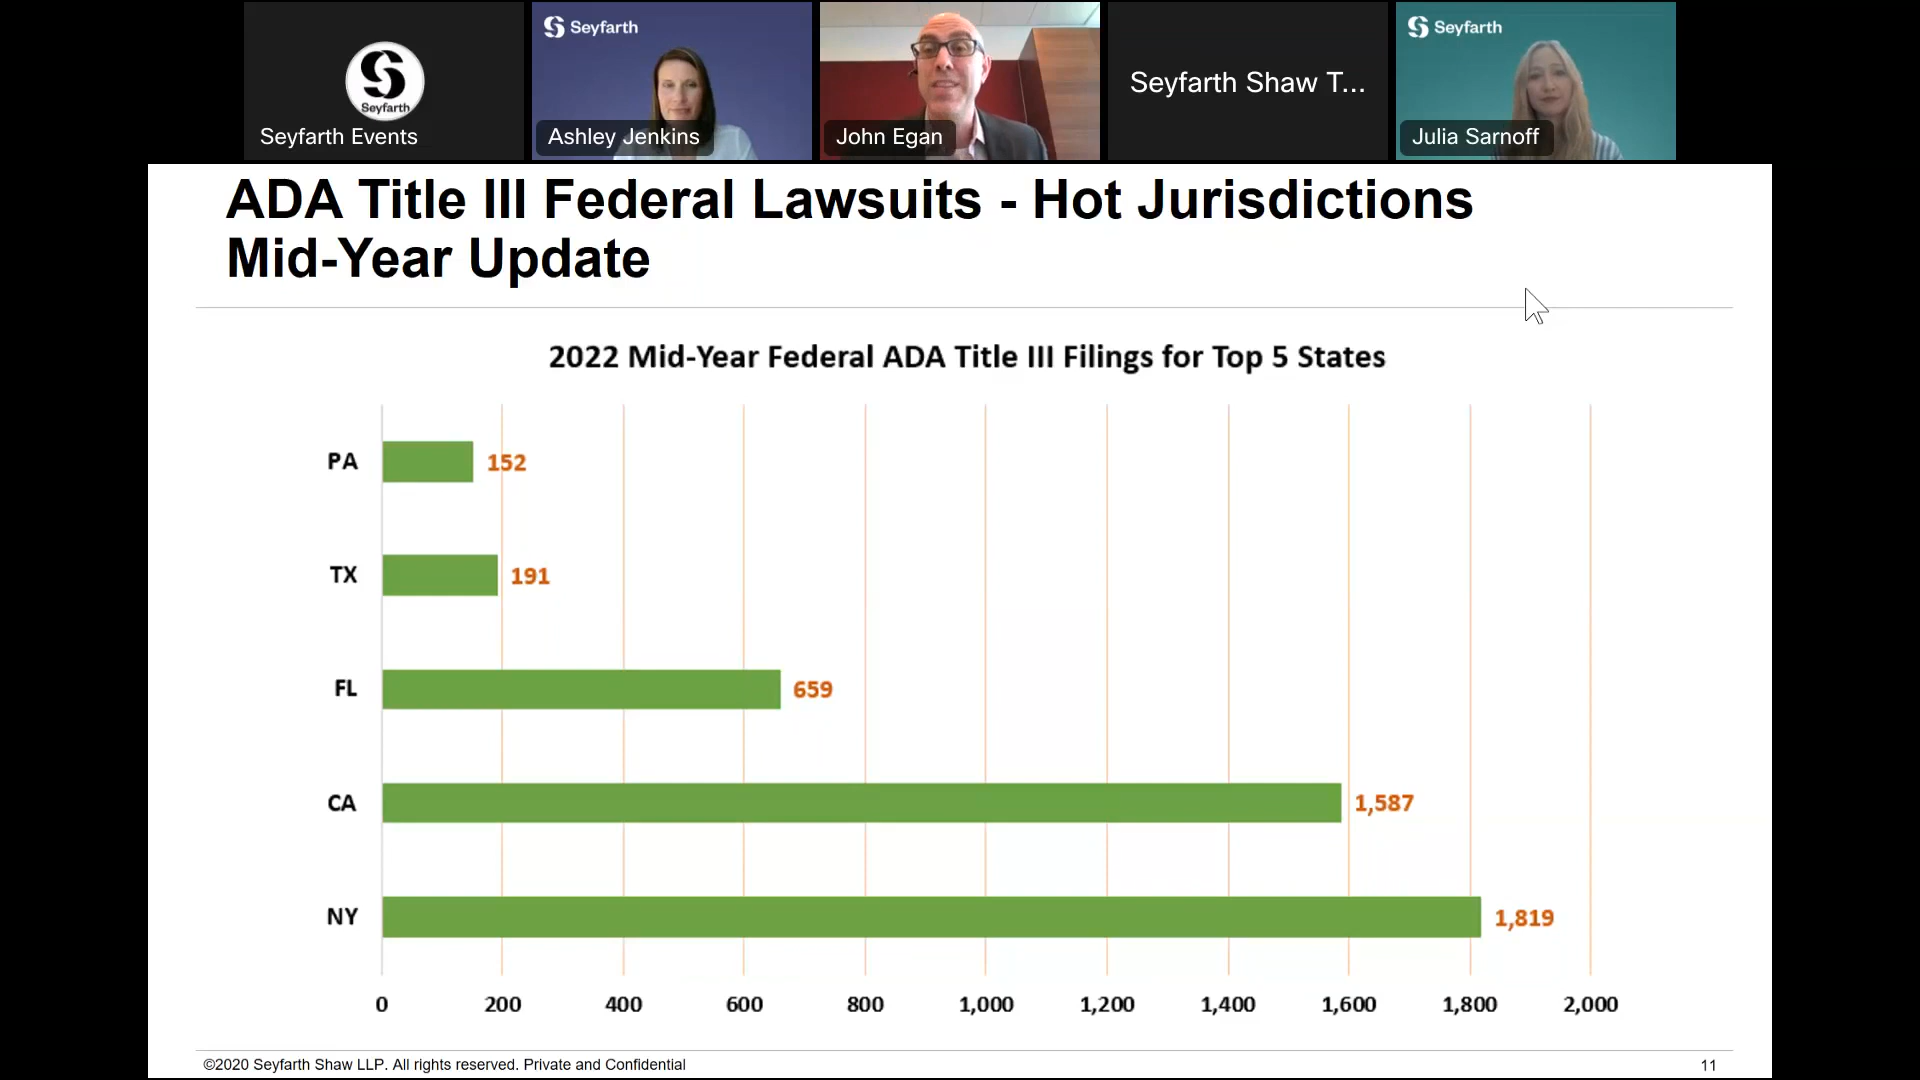 Seyfarth
Seyfarth Events
Seyfarth
Ashley Jenkins
John Egan
Seyfarth Shaw T...
Seyfarth
Julia Sarnoff
ADA Title III Federal Lawsuits - Hot Jurisdictions
Mid-Year Update
2022 Mid-Year Federal ADA Title III Filings for Top 5 States
PA 152
TX 191
FL 659
CA 1,587
NY 1,819
0 200 400 600 800 1,000 1,200 1,400 1,600 1,800 2,000
©2020 Seyfarth Shaw LLP. All rights reserved. Private and Confidential
11